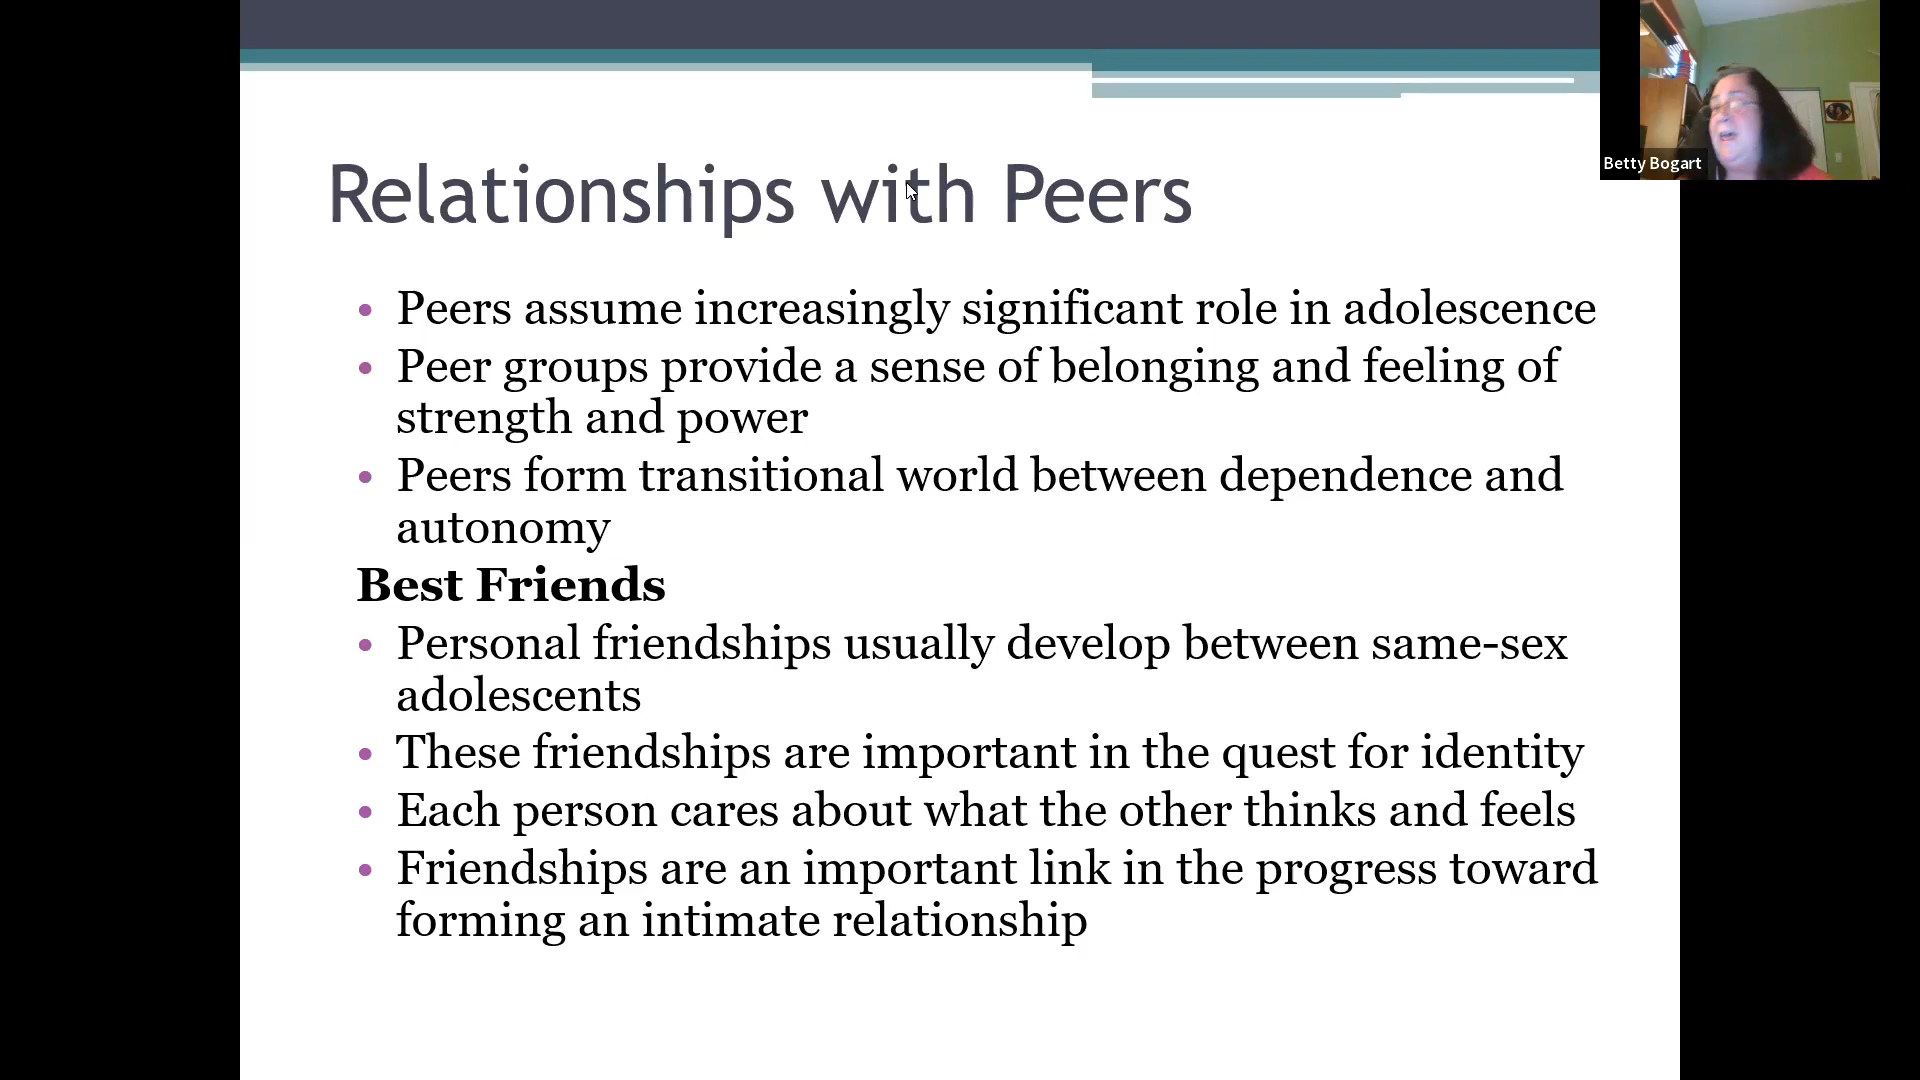 Relationships with Peers
Betty Bogart
• Peers assume increasingly significant role in adolescence
• Peer groups provide a sense of belonging and feeling of
strength and power
• Peers form transitional world between dependence and
autonomy
Best Friends
• Personal friendships usually develop between same-sex
adolescents
• These friendships are important in the quest for identity
• Each person cares about what the other thinks and feels
• Friendships are an important link in the progress toward
forming an intimate relationship